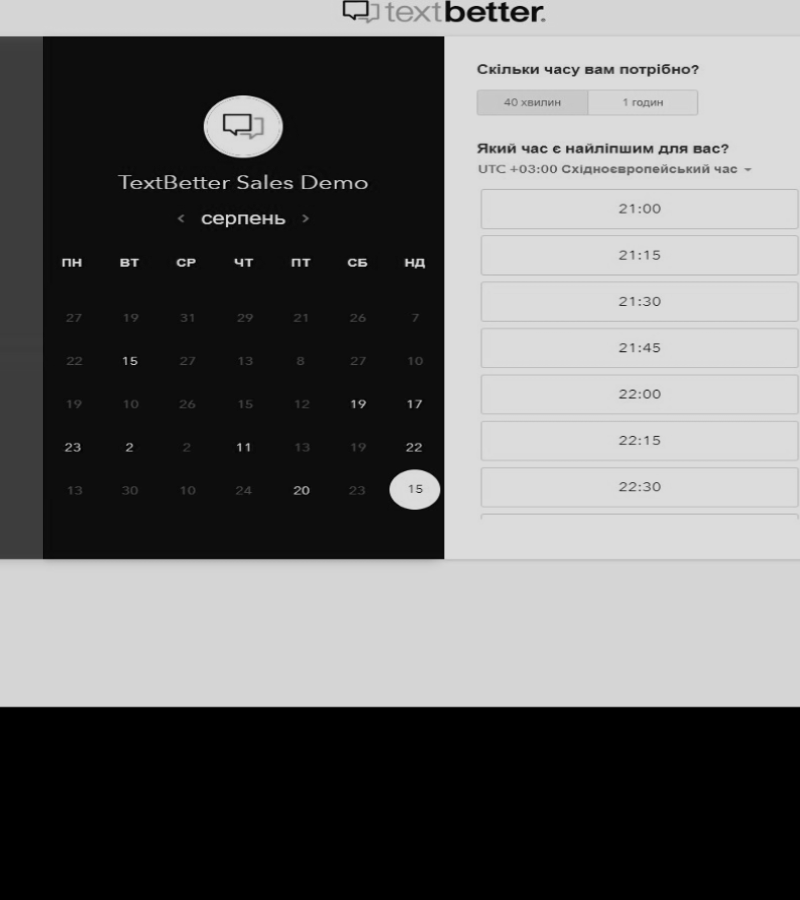 textbetter.
TextBetter Sales Demo
‹ серпень ›
ПН ВТ СР ЧТ ПТ СБ НД
27 19 31 29 21 26 7
22 15 27 13 8 27 10
19 10 26 15 12 19 17
23 2 2 11 13 19 22
13 30 10 24 20 23 15
Скільки часу вам потрібно?
40 хвилин 1 годин
Який час є найліпшим для вас?
UTC +03:00 Східноєвропейський час
21:00
21:15
21:30
21:45
22:00
22:15
22:30